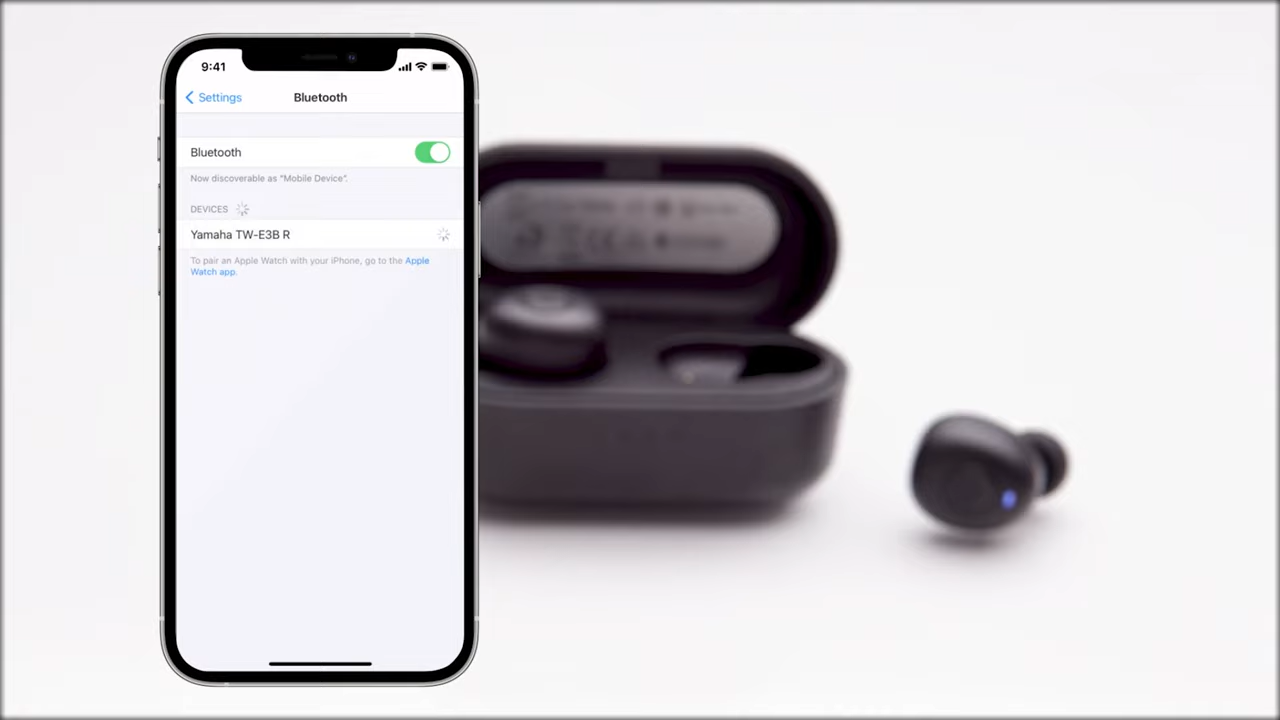 9:41
Settings
Bluetooth
Bluetooth
Now discoverable as “Mobile Device”.
DEVICES
Yamaha TW-E3B R
To pair an Apple Watch with your iPhone, go to the Apple
Watch app.